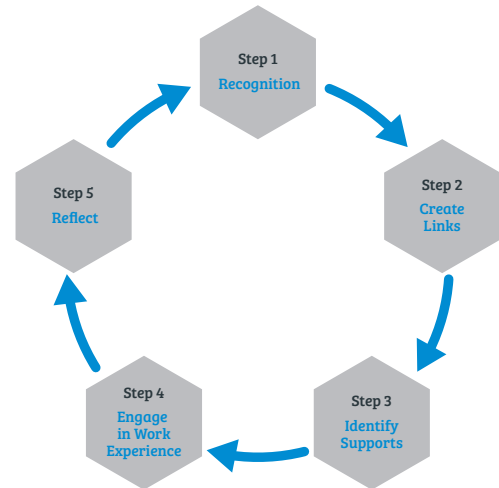 Step 1
Recognition
Step 2
Create
Links
Step 3
Identify
Supports
Step 4
Engage
in Work
Experience
Step 5
Reflect